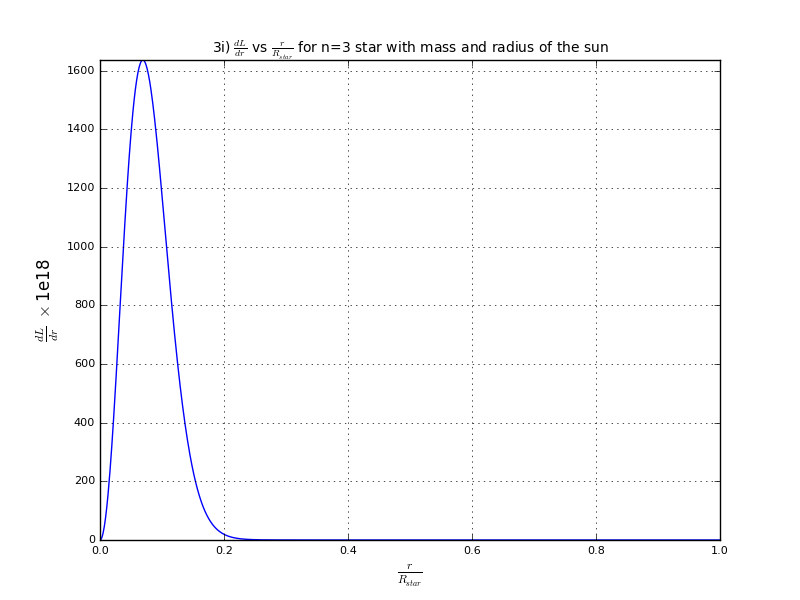 3i) dL/dr vs r/R_star for n=3 star with mass and radius of the sun
1600
1400
1200
1000
800
600
400
200
0
dL/dr × 1e18
0.0 0.2 0.4 0.6 0.8 1.0
r/R_star